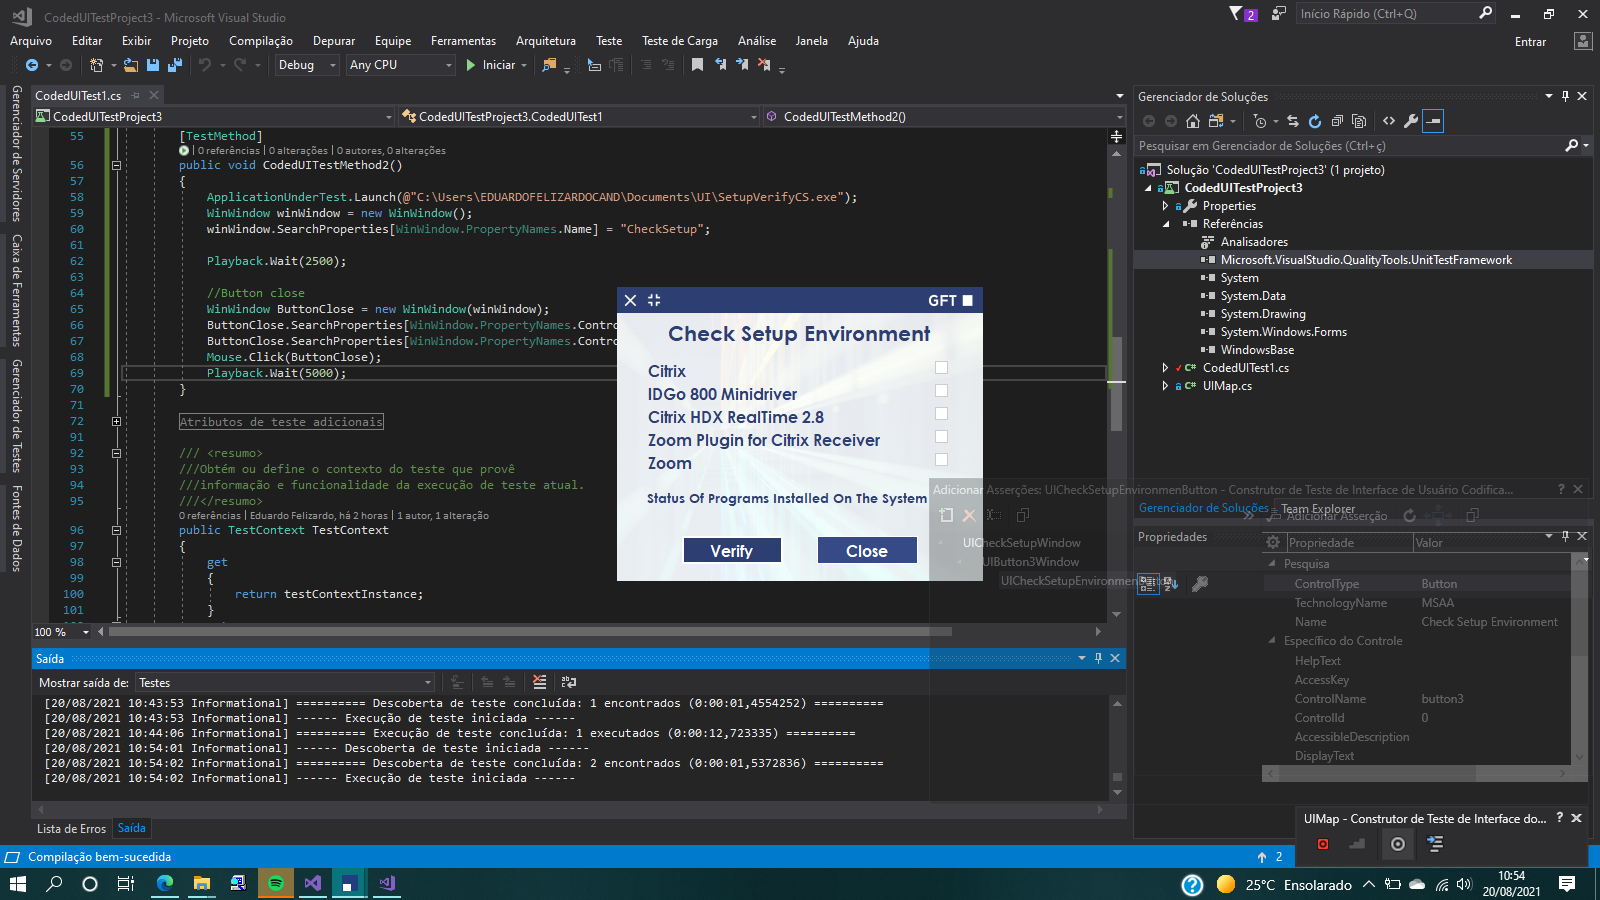 CodedUITestProject3 - Microsoft Visual Studio
2
Início Rápido (Ctrl+Q)
Arquivo Editar Exibir Projeto Compilação Depurar Equipe Ferramentas Arquitetura Teste Teste de Carga Análise Janela Ajuda
Entrar
Debug Any CPU Iniciar
Gerenciador de Servidores
Caixa de Ferramentas
Gerenciador de Testes
Fontes de Dados
CodedUITest1.cs
CodedUITestProject3 CodedUITestProject3.CodedUITest1 CodedUITestMethod2()
55 [TestMethod]
0 referências | 0 alterações | 0 autores, 0 alterações
56 public void CodedUITestMethod2()
57 {
58 ApplicationUnderTest.Launch(@"C:\Users\EDUARDOFELIZARDOCAND\Documents\UI\SetupVerifyCS.exe");
59 WinWindow winWindow = new WinWindow();
60 winWindow.SearchProperties[WinWindow.PropertyNames.Name] = "CheckSetup";
61
62 Playback.Wait(2500);
63
64 //Button close
65 WinWindow ButtonClose = new WinWindow(winWindow);
66 ButtonClose.SearchProperties[WinWindow.PropertyNames.Contro
67 ButtonClose.SearchProperties[WinWindow.PropertyNames.Contro
68 Mouse.Click(ButtonClose);
69 Playback.Wait(5000);
70 }
71
72 Atributos de teste adicionais
91
92 /// <resumo>
93 ///Obtém ou define o contexto do teste que provê
94 ///informação e funcionalidade da execução de teste atual.
95 ///</resumo>
0 referências | Eduardo Felizardo, há 2 horas | 1 autor, 1 alteração
96 public TestContext TestContext
97 {
98 get
99 {
100 return testContextInstance;
101 }
100 %
GFT
Check Setup Environment
Citrix
IDGo 800 Minidriver
Citrix HDX RealTime 2.8
Zoom Plugin for Citrix Receiver
Zoom
Status Of Programs Installed On The System
Verify Close
Saída
Mostrar saída de: Testes
[20/08/2021 10:43:53 Informational] ========== Descoberta de teste concluída: 1 encontrados (0:00:01,4554252) ==========
[20/08/2021 10:43:53 Informational] ------ Execução de teste iniciada ------
[20/08/2021 10:44:06 Informational] ========== Execução de teste concluída: 1 executados (0:00:12,723335) ==========
[20/08/2021 10:54:01 Informational] ------ Descoberta de teste iniciada ------
[20/08/2021 10:54:02 Informational] ========== Descoberta de teste concluída: 2 encontrados (0:00:01,5372836) ==========
[20/08/2021 10:54:02 Informational] ------ Execução de teste iniciada ------
Lista de Erros Saída
Gerenciador de Soluções
Pesquisar em Gerenciador de Soluções (Ctrl+ç)
Solução 'CodedUITestProject3' (1 projeto)
CodedUITestProject3
Properties
Referências
Analisadores
Microsoft.VisualStudio.QualityTools.UnitTestFramework
System
System.Data
System.Drawing
System.Windows.Forms
WindowsBase
CodedUITest1.cs
UIMap.cs
Adicionar Asserções: UICheckSetupEnvironmenButton - Construtor de Teste de Interface de Usuário Codifica...
Gerenciador de Soluções Team Explorer
Adicionar Asserção
Propriedades
UICheckSetupWindow
UIButton3Window
UICheckSetupEnvironmen
Propriedade Valor
Pesquisa
ControlType Button
TechnologyName MSAA
Name Check Setup Environment
Específico do Controle
HelpText
AccessKey
ControlName button3
ControlId 0
AccessibleDescription
DisplayText
UIMap - Construtor de Teste de Interface do...
Compilação bem-sucedida
2
25°C Ensolarado
10:54
20/08/2021